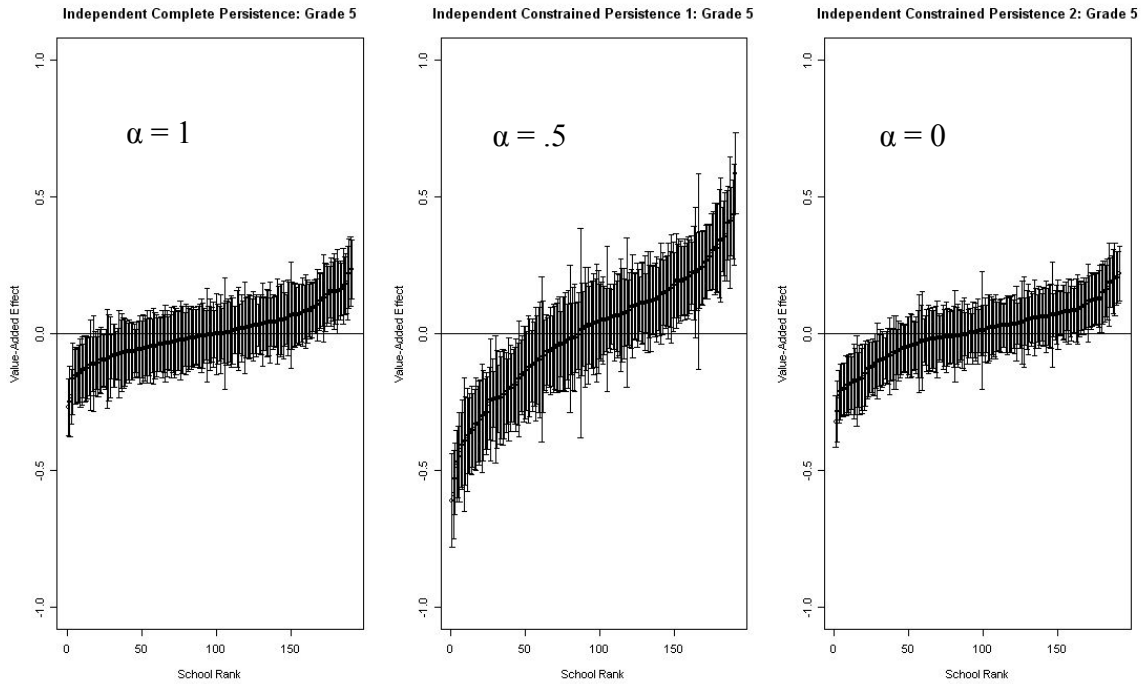 Independent Complete Persistence: Grade 5
α = 1
Value-Added Effect
1.0
0.5
0.0
-0.5
-1.0
0 50 100 150
School Rank
Independent Constrained Persistence 1: Grade 5
α = .5
Value-Added Effect
1.0
0.5
0.0
-0.5
-1.0
0 50 100 150
School Rank
Independent Constrained Persistence 2: Grade 5
α = 0
Value-Added Effect
1.0
0.5
0.0
-0.5
-1.0
0 50 100 150
School Rank